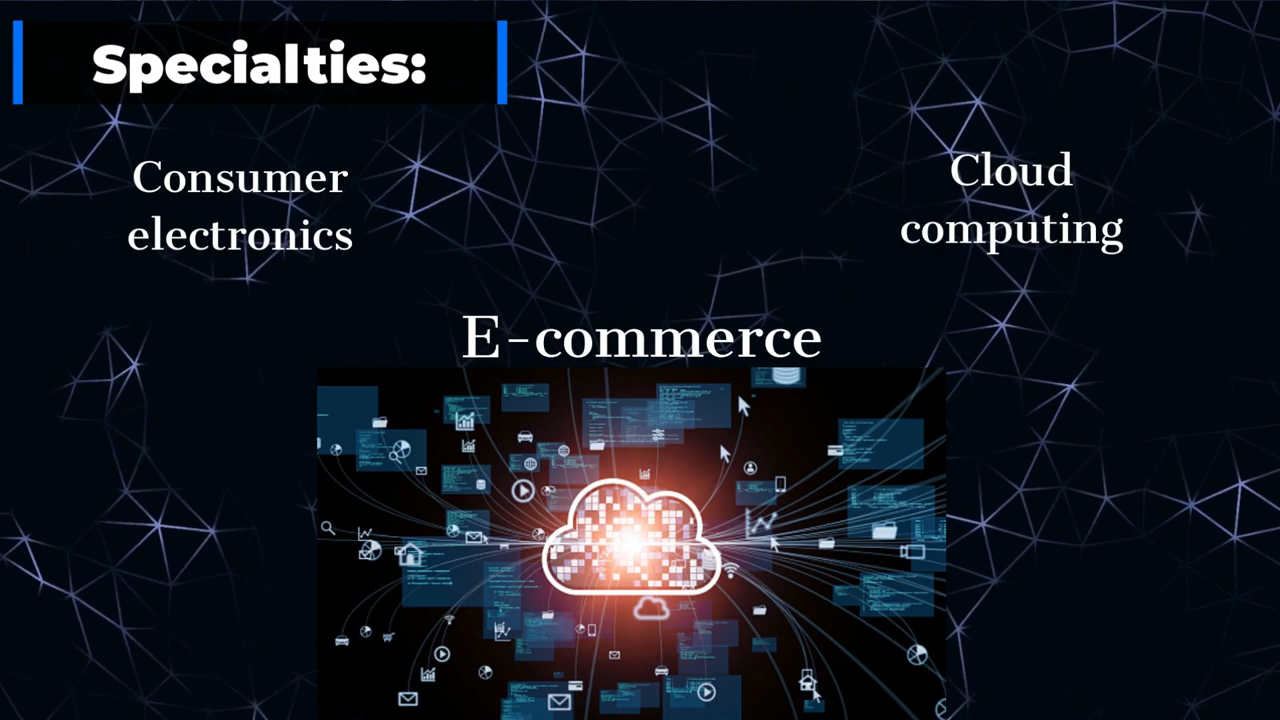 Specialties:
Consumer
electronics
Cloud
computing
E-commerce